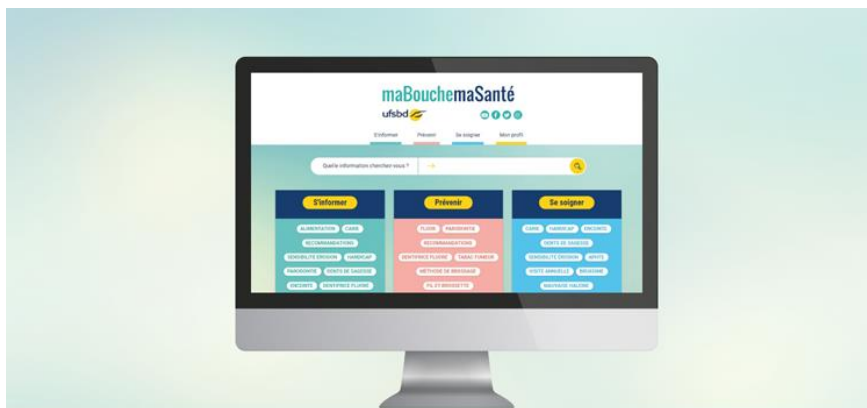 maBouchemaSanté
ufsbd
S'informer Prévenir Se soigner Mon profil
Quelle information cherchez-vous ?
S'informer Prévenir Se soigner
ALIMENTATION CARIE FLUOR PARODONTIE CARIE HANDICAP ENCEINTE
RECOMMANDATIONS RECOMMANDATIONS DENTS DE SAGESSE
SENSIBILITÉ ÉROSION HANDICAP DENTIFRICE FLUORÉ TABAC FUMEUR SENSIBILITÉ ÉROSION APHTE
PARODONTIE DENTS DE SAGESSE MÉTHODE DE BROSSAGE VISITE ANNUELLE BRUXISME
ENCEINTE DENTIFRICE FLUORÉ FIL ET BROSSETTE MAUVAISE HALEINE